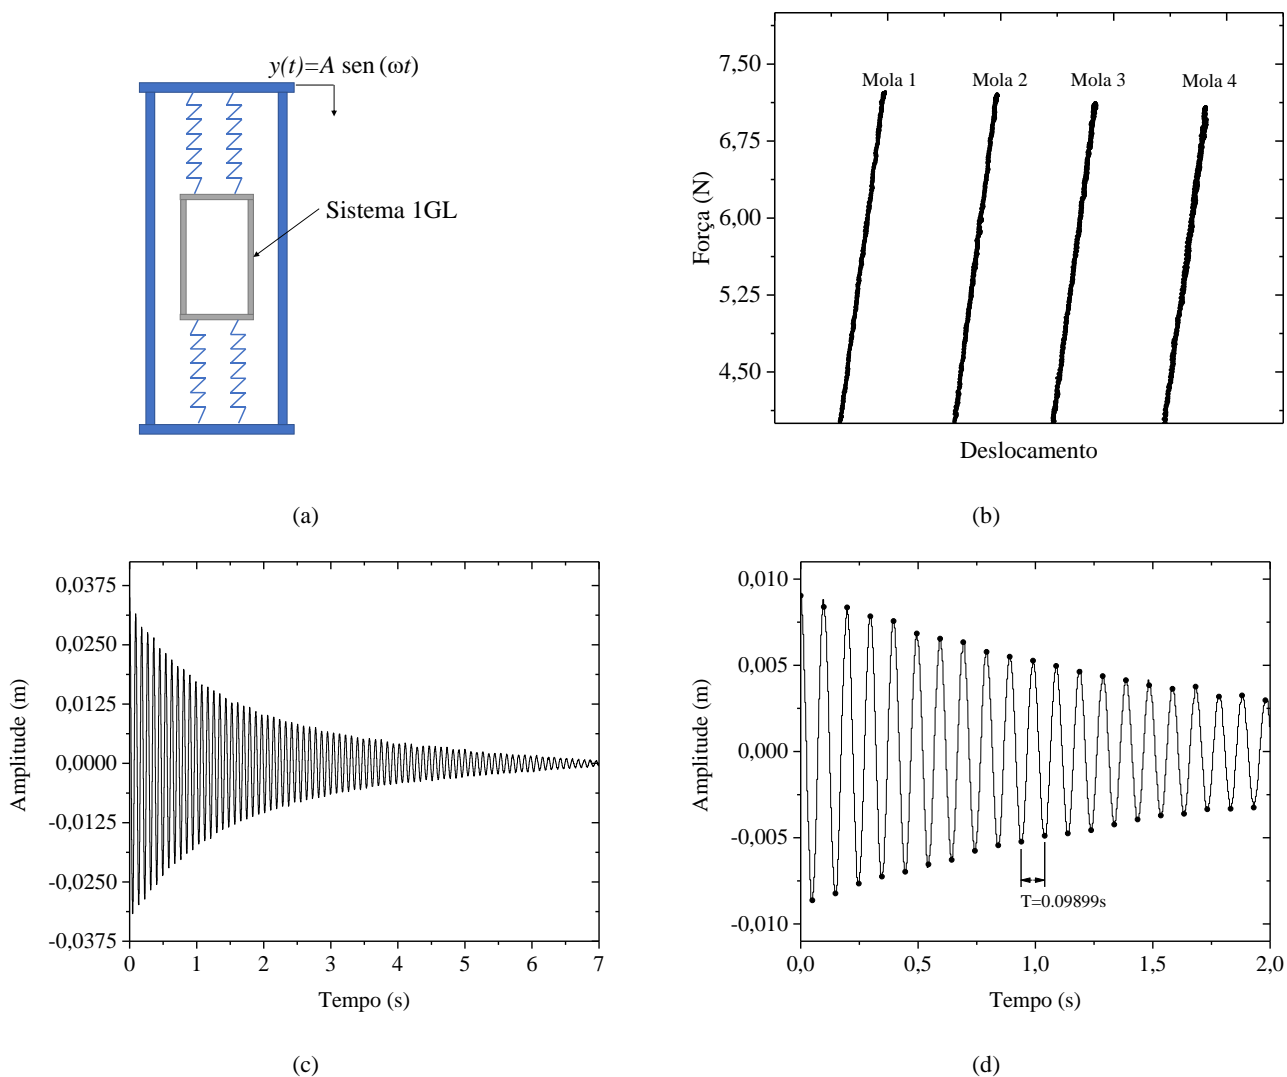 y(t)=A sen (ωt)
Sistema 1GL
(a)
7,50
6,75
6,00
5,25
4,50
Força (N)
Mola 1 Mola 2 Mola 3 Mola 4
Deslocamento
(b)
0,0375
0,0250
0,0125
0,0000
-0,0125
-0,0250
-0,0375
Amplitude (m)
0 1 2 3 4 5 6 7
Tempo (s)
(c)
0,010
0,005
0,000
-0,005
-0,010
Amplitude (m)
T=0.09899s
0,0 0,5 1,0 1,5 2,0
Tempo (s)
(d)